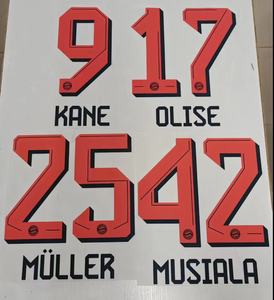 9 17
KANE OLISE
25 42
MÜLLER MUSIALA